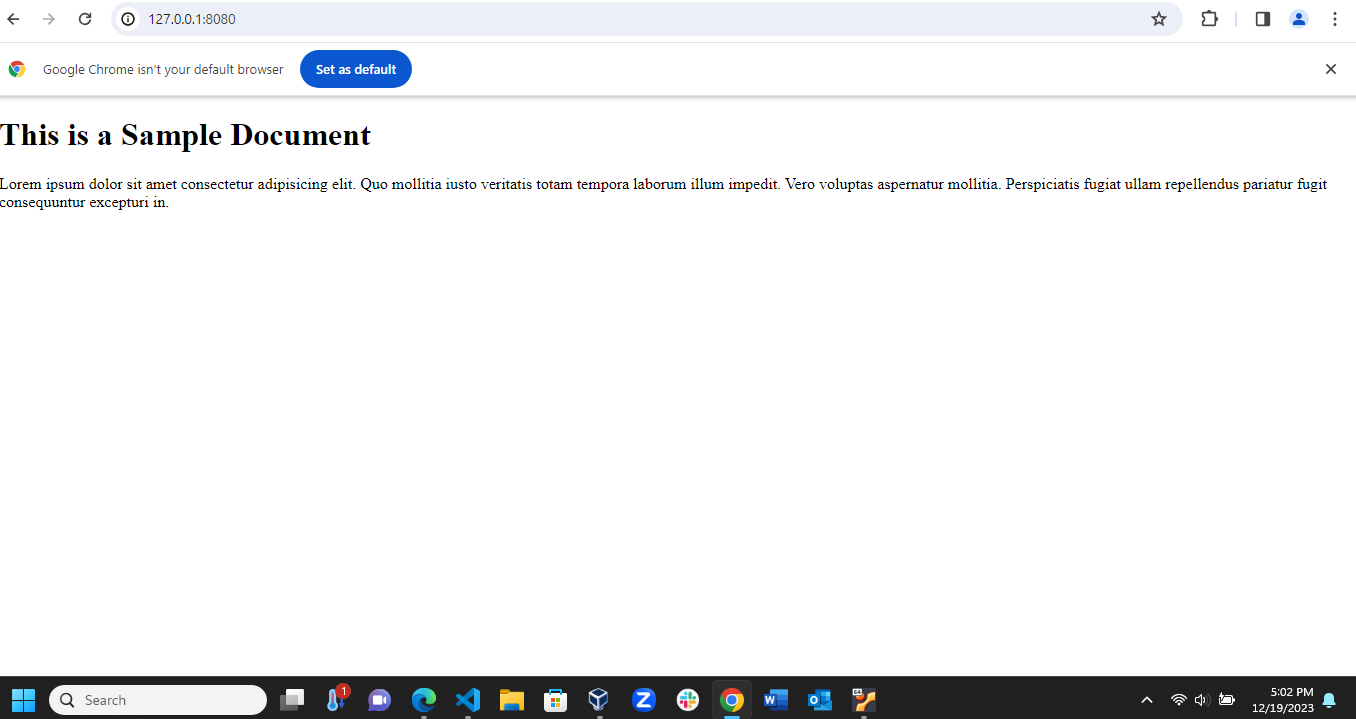 127.0.0.1:8080
Google Chrome isn't your default browser Set as default
This is a Sample Document
Lorem ipsum dolor sit amet consectetur adipisicing elit. Quo mollitia iusto veritatis totam tempora laborum illum impedit. Vero voluptas aspernatur mollitia. Perspiciatis fugiat ullam repellendus pariatur fugit
consequuntur excepturi in.
Search
1
Z
W
64
5:02 PM
12/19/2023